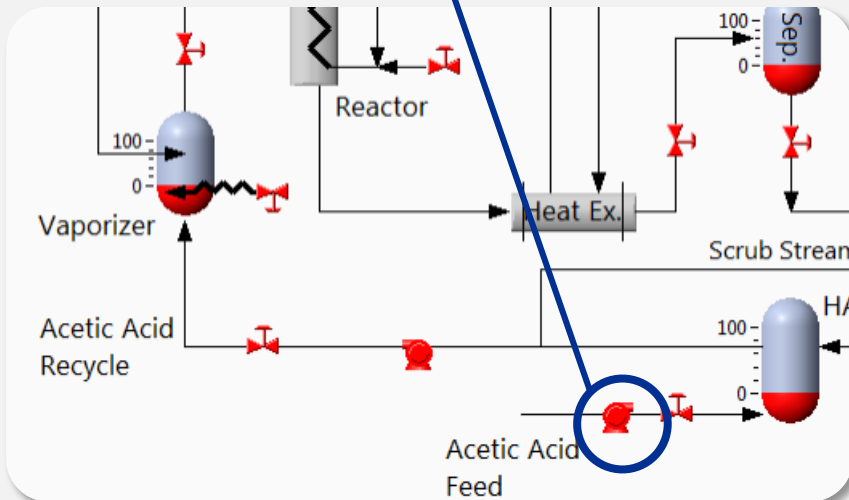 100
Sep.
0
Reactor
100
0
Vaporizer
Heat Ex.
Scrub Stream
Acetic Acid
Recycle
100
HA
0
Acetic Acid
Feed